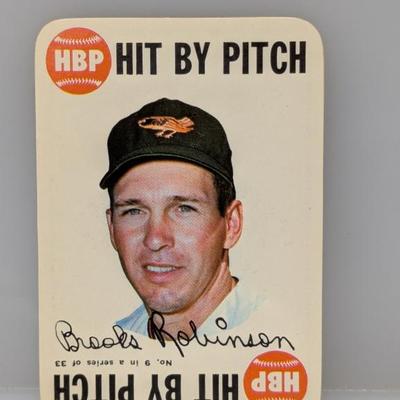 HBP HIT BY PITCH
Brooks Robinson
No. 9 in a series of 33
HBP HIT BY PITCH